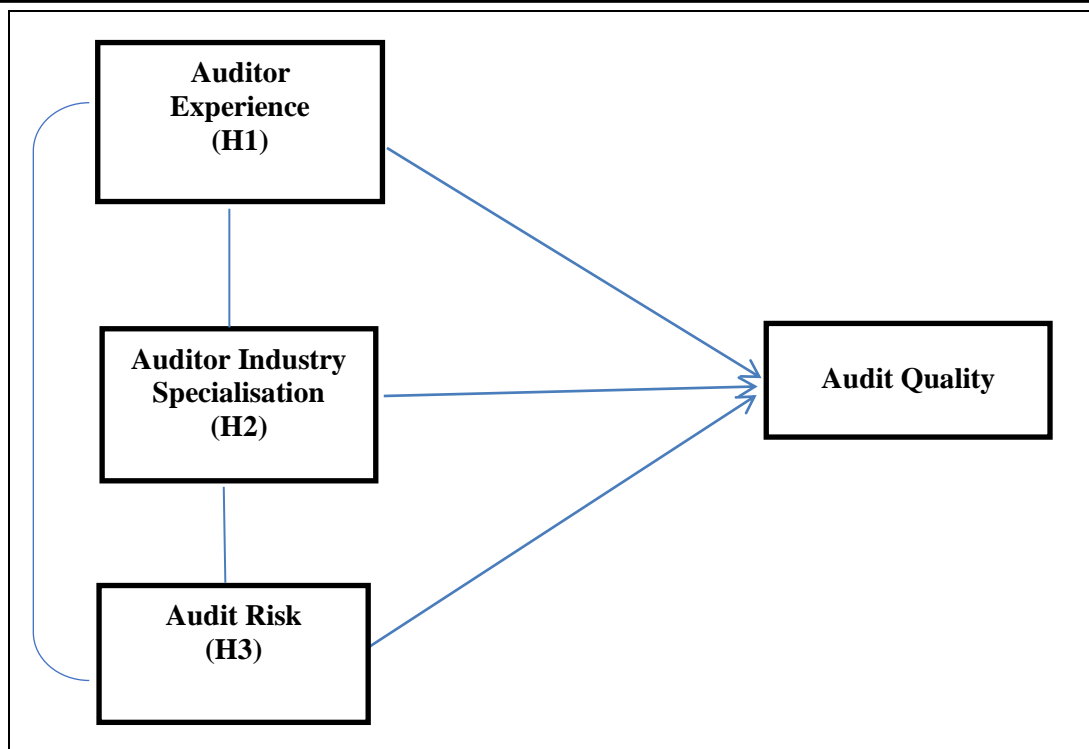 Auditor
Experience
(H1)
Auditor Industry
Specialisation
(H2)
Audit Quality
Audit Risk
(H3)